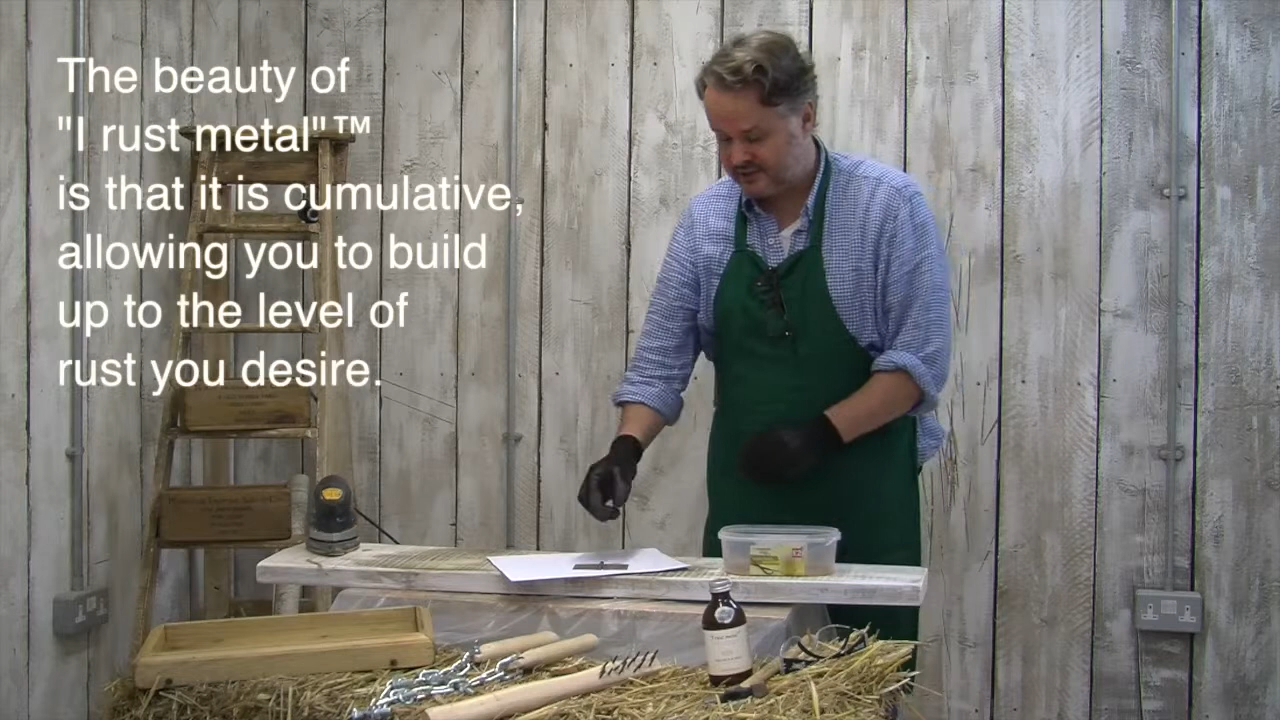 The beauty of
"I rust metal"™
is that it is cumulative,
allowing you to build
up to the level of
rust you desire.